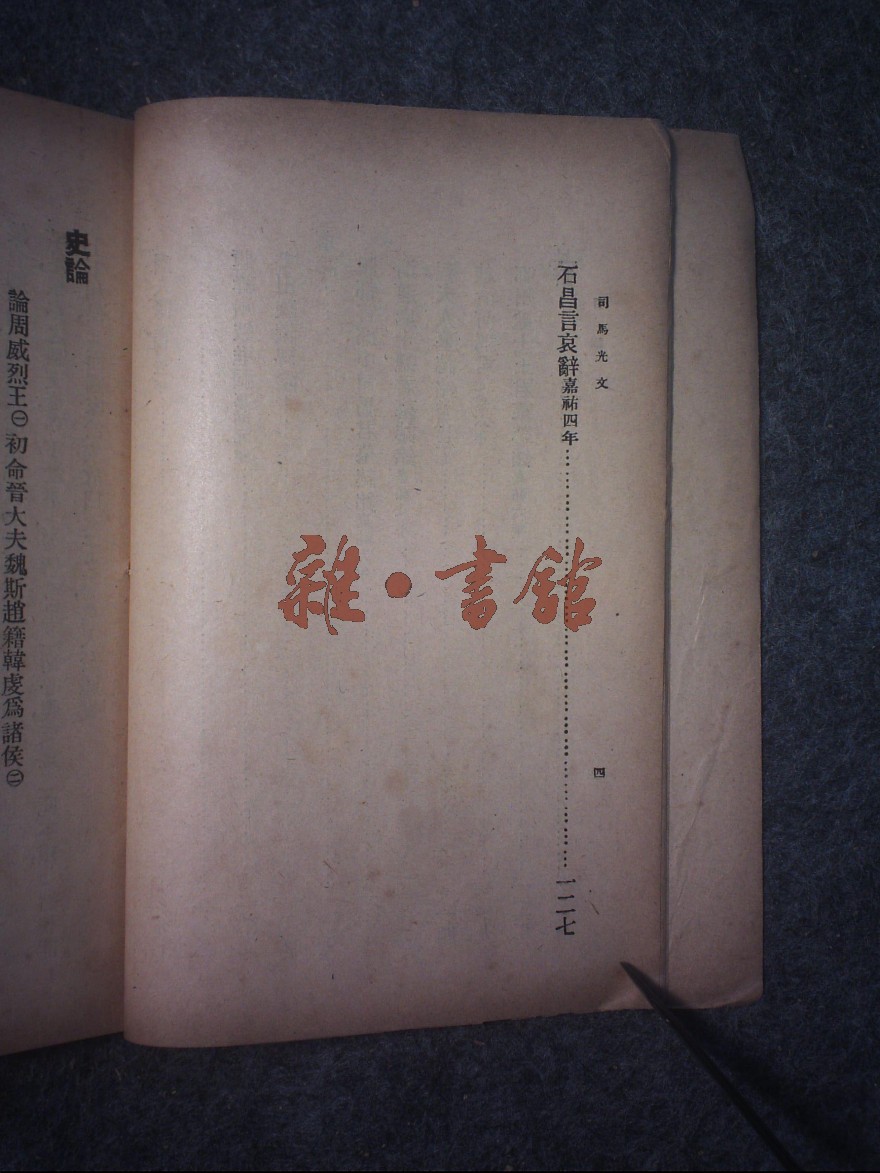 司馬光文
四
石昌言哀辭嘉祐四年……………………………一二七
雜·書館
史論
論周威烈王㊀初命晉大夫魏斯趙籍韓虔爲諸侯㊁